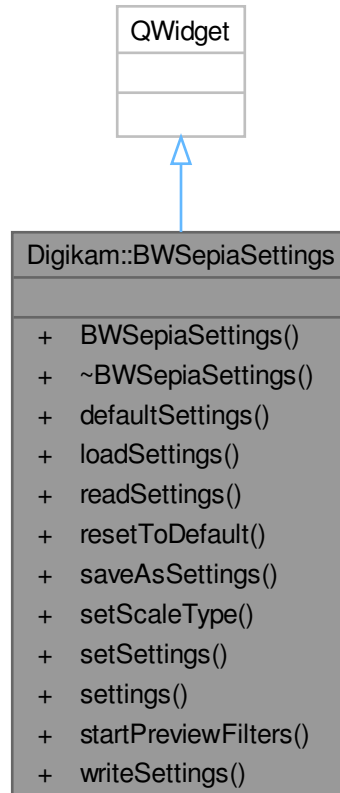 QWidget
Digikam::BWSepiaSettings
+ BWSepiaSettings()
+ ~BWSepiaSettings()
+ defaultSettings()
+ loadSettings()
+ readSettings()
+ resetToDefault()
+ saveAsSettings()
+ setScaleType()
+ setSettings()
+ settings()
+ startPreviewFilters()
+ writeSettings()